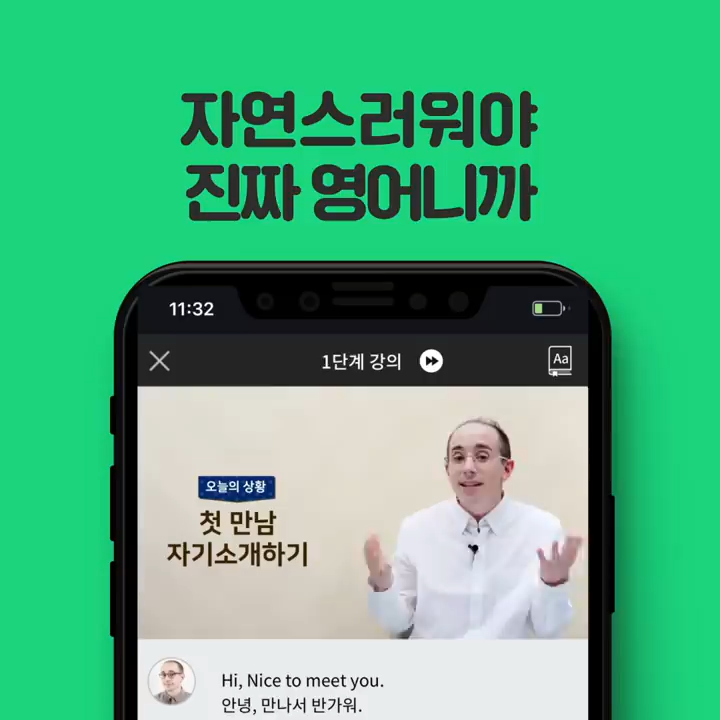 자연스러워야
진짜 영어니까
11:32
1단계 강의
Aa
오늘의 상황
첫 만남
자기소개하기
Hi, Nice to meet you.
안녕, 만나서 반가워.